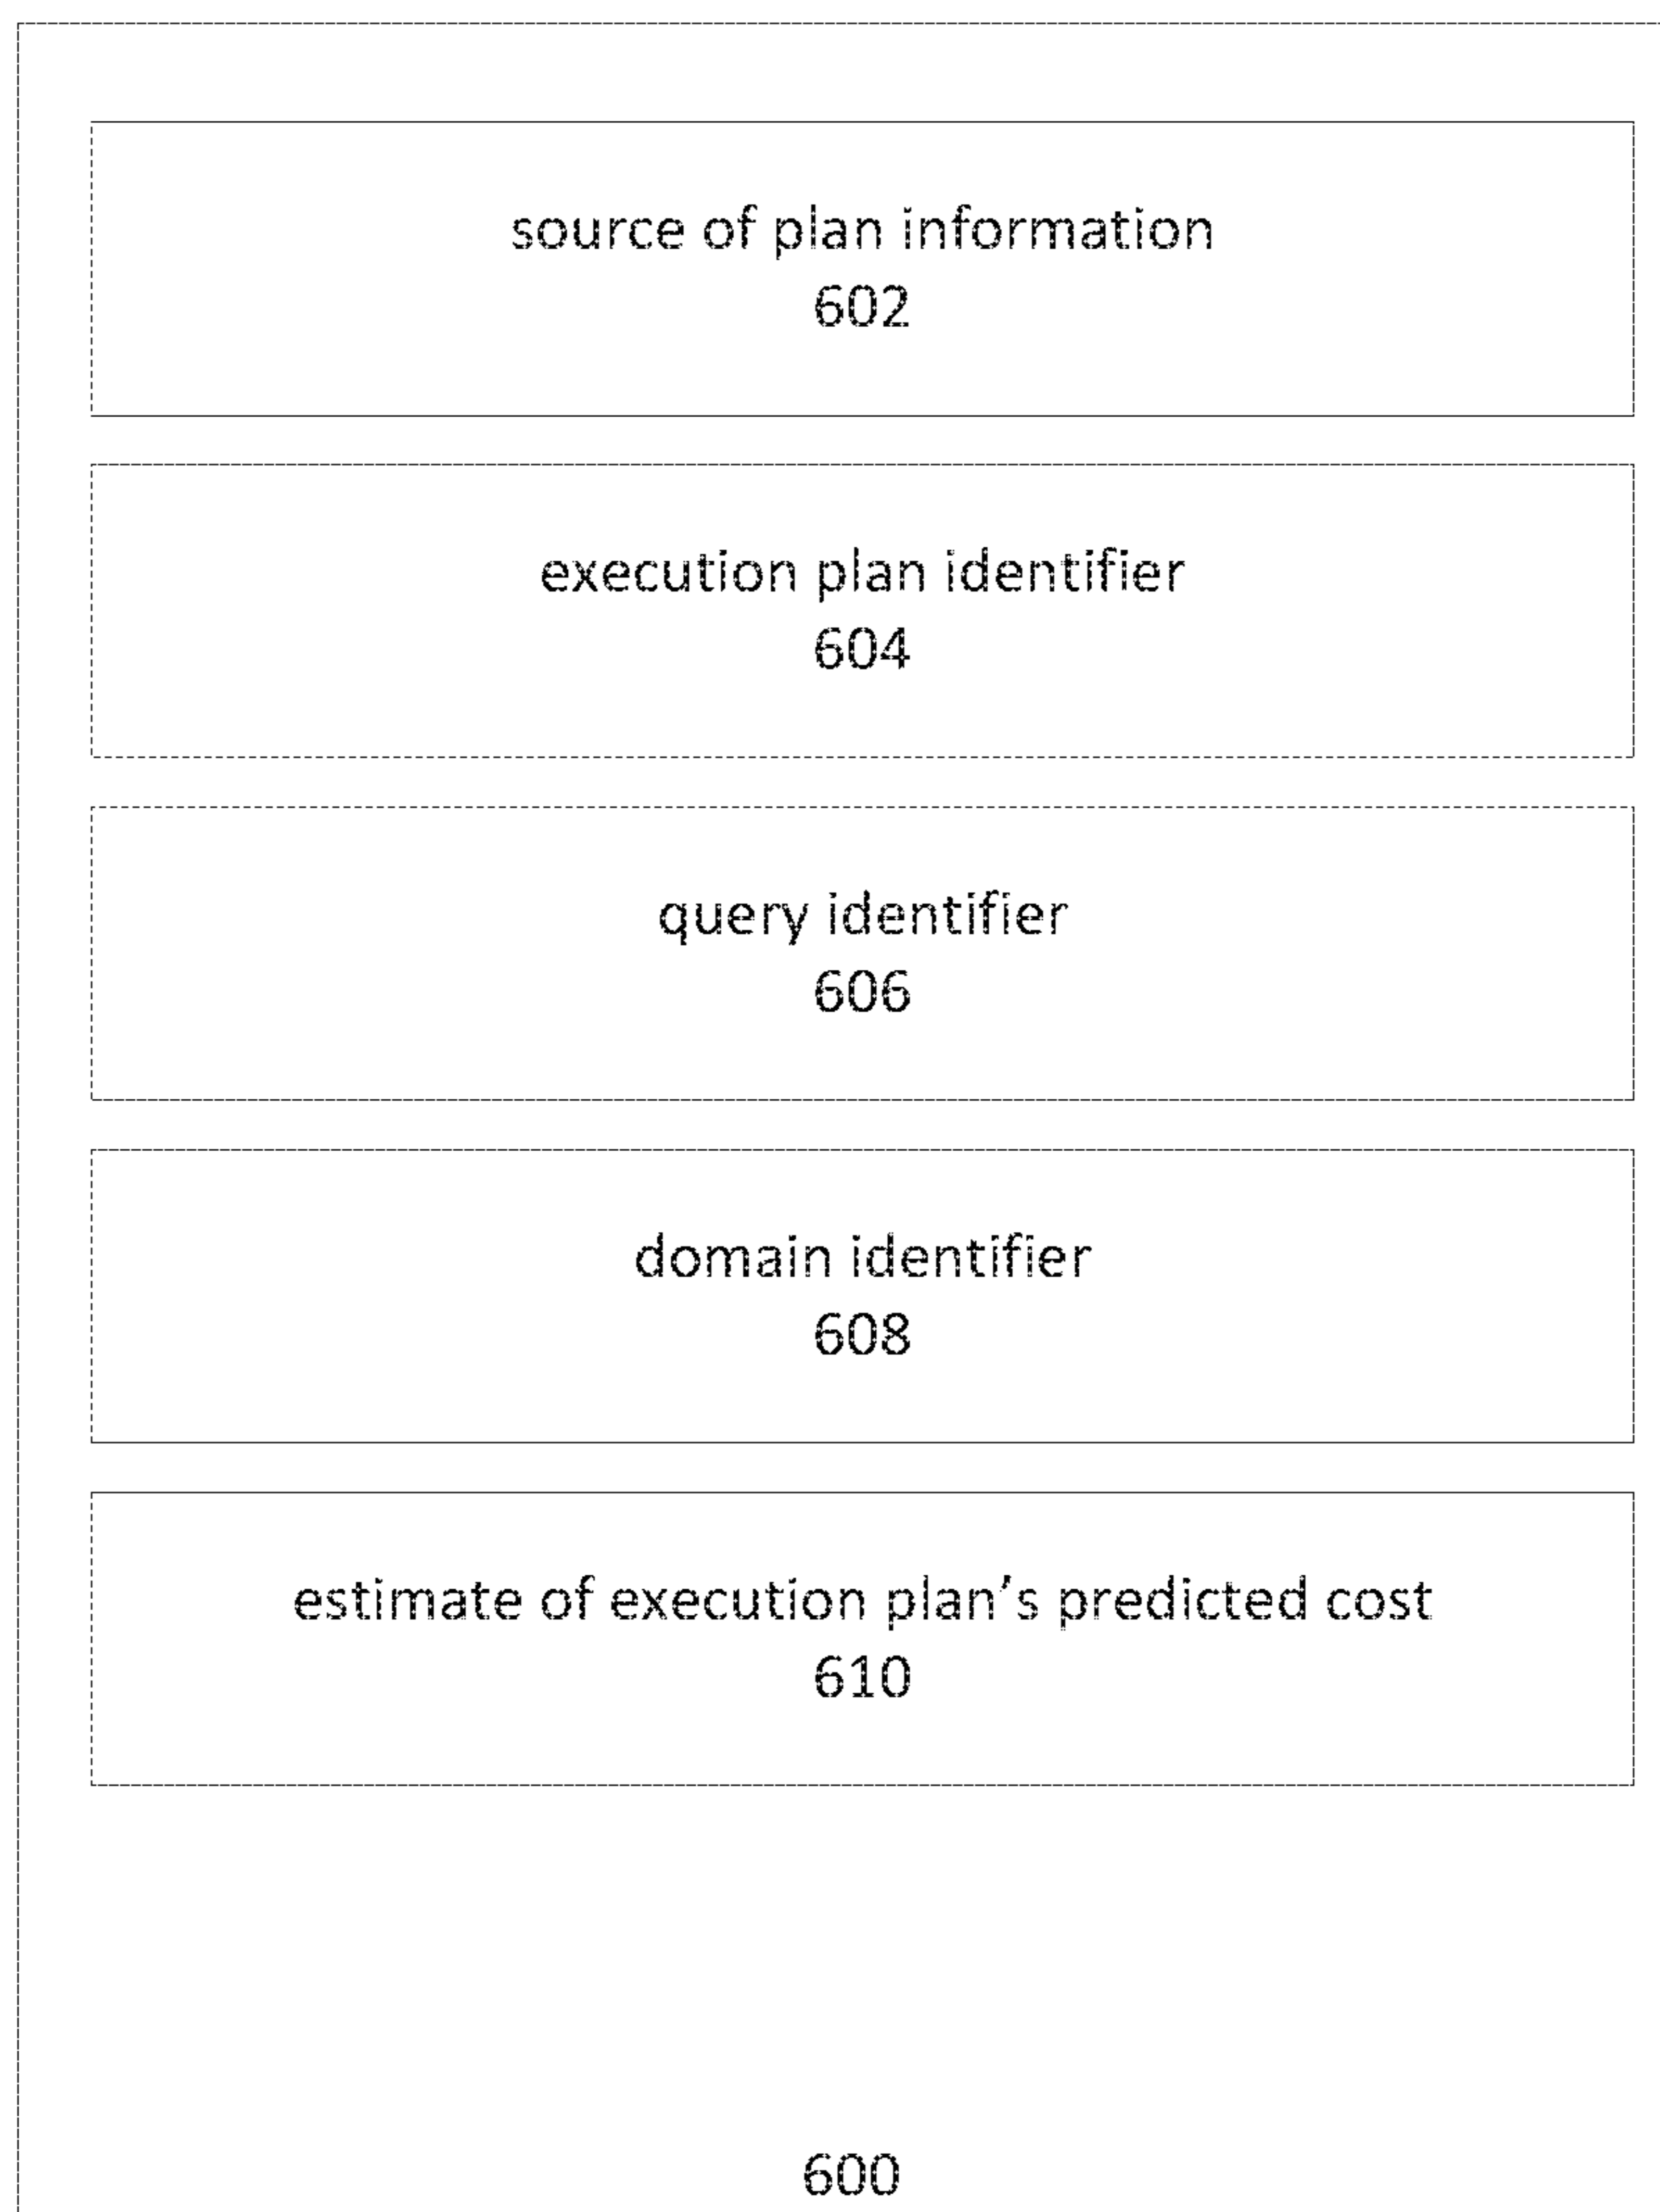 source of plan information
602
execution plan identifier
604
query identifier
606
domain identifier
608
estimate of execution plan’s predicted cost
610
600